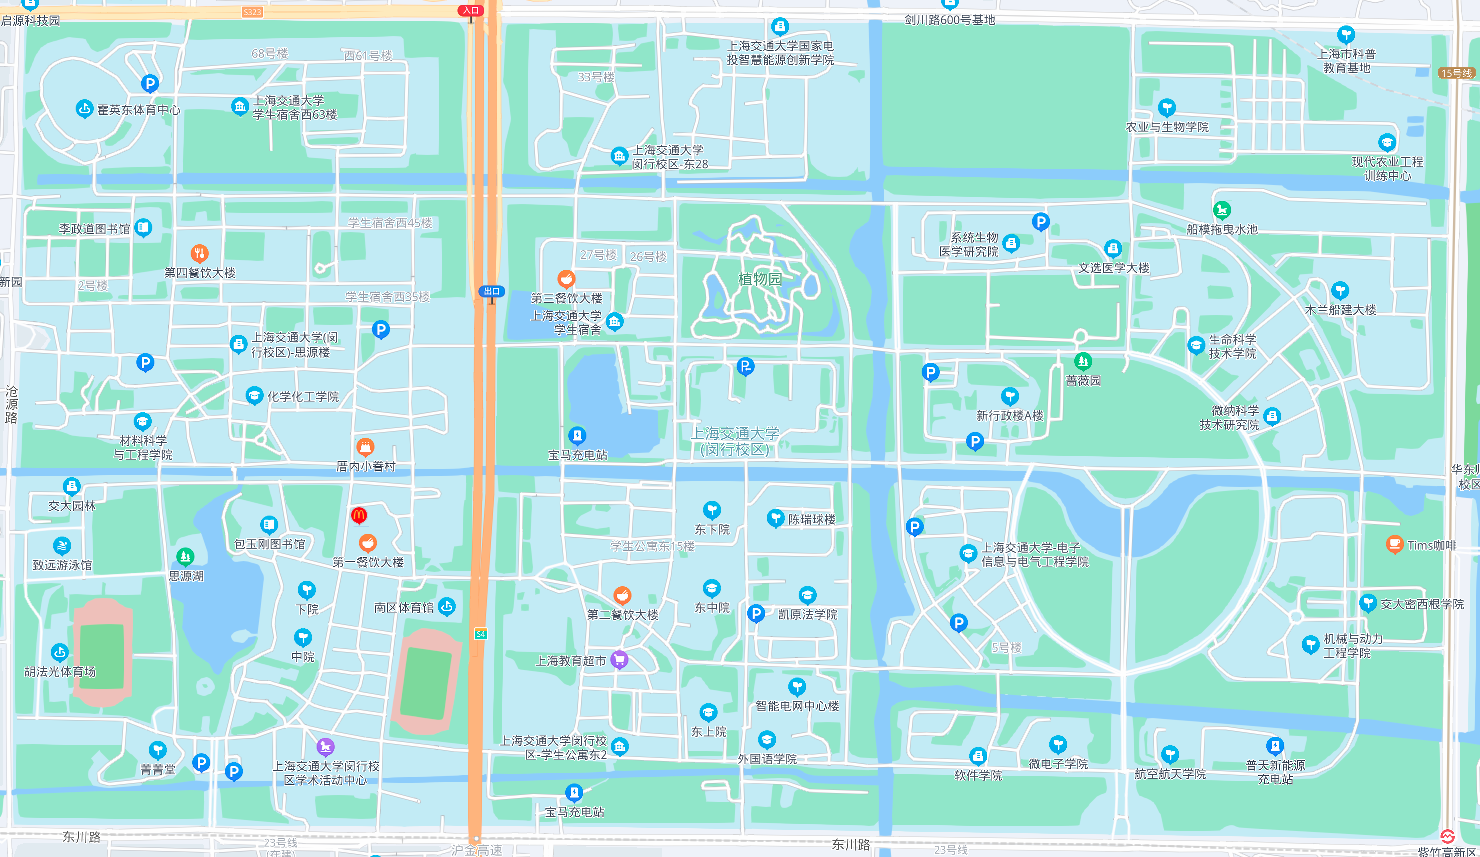 启源科技园
S323
入口
剑川路600号基地
上海交通大学国家电
投智慧能源创新学院
上海市科普
教育基地
15号线
68号楼
西61号楼
33号楼
霍英东体育中心
上海交通大学
学生宿舍西63楼
农业与生物学院
上海交通大学
闵行校区-东28
现代农业工程
训练中心
李政道图书馆
学生宿舍西45楼
船模拖曳水池
系统生物
医学研究院
第四餐饮大楼
27号楼
26号楼
文选医学大楼
新园
2号楼
植物园
学生宿舍西35楼
出口
第三餐饮大楼
木兰船建大楼
上海交通大学
学生宿舍
上海交通大学(闵
行校区)-思源楼
生命科学
技术学院
蔷薇园
沧源路
化学化工学院
新行政楼A楼
微纳科学
技术研究院
材料科学
与工程学院
上海交通大学
(闵行校区)
宝马充电站
厝内小眷村
华东师
校区
交大园林
包玉刚图书馆
东下院
陈瑞球楼
致远游泳馆
第一餐饮大楼
学生公寓东15楼
上海交通大学-电子
信息与电气工程学院
Tims咖啡
思源湖
下院
南区体育馆
第二餐饮大楼
东中院
凯原法学院
交大密西根学院
S4
中院
5号楼
机械与动力
工程学院
胡法光体育场
上海教育超市
智能电网中心楼
东上院
上海交通大学闵行校
区-学生公寓东2
外国语学院
菁菁堂
上海交通大学闵行校
区学术活动中心
软件学院
微电子学院
航空航天学院
普天新能源
充电站
宝马充电站
东川路
23号线
(在建)
沪金高速
东川路
23号线
紫竹高新区